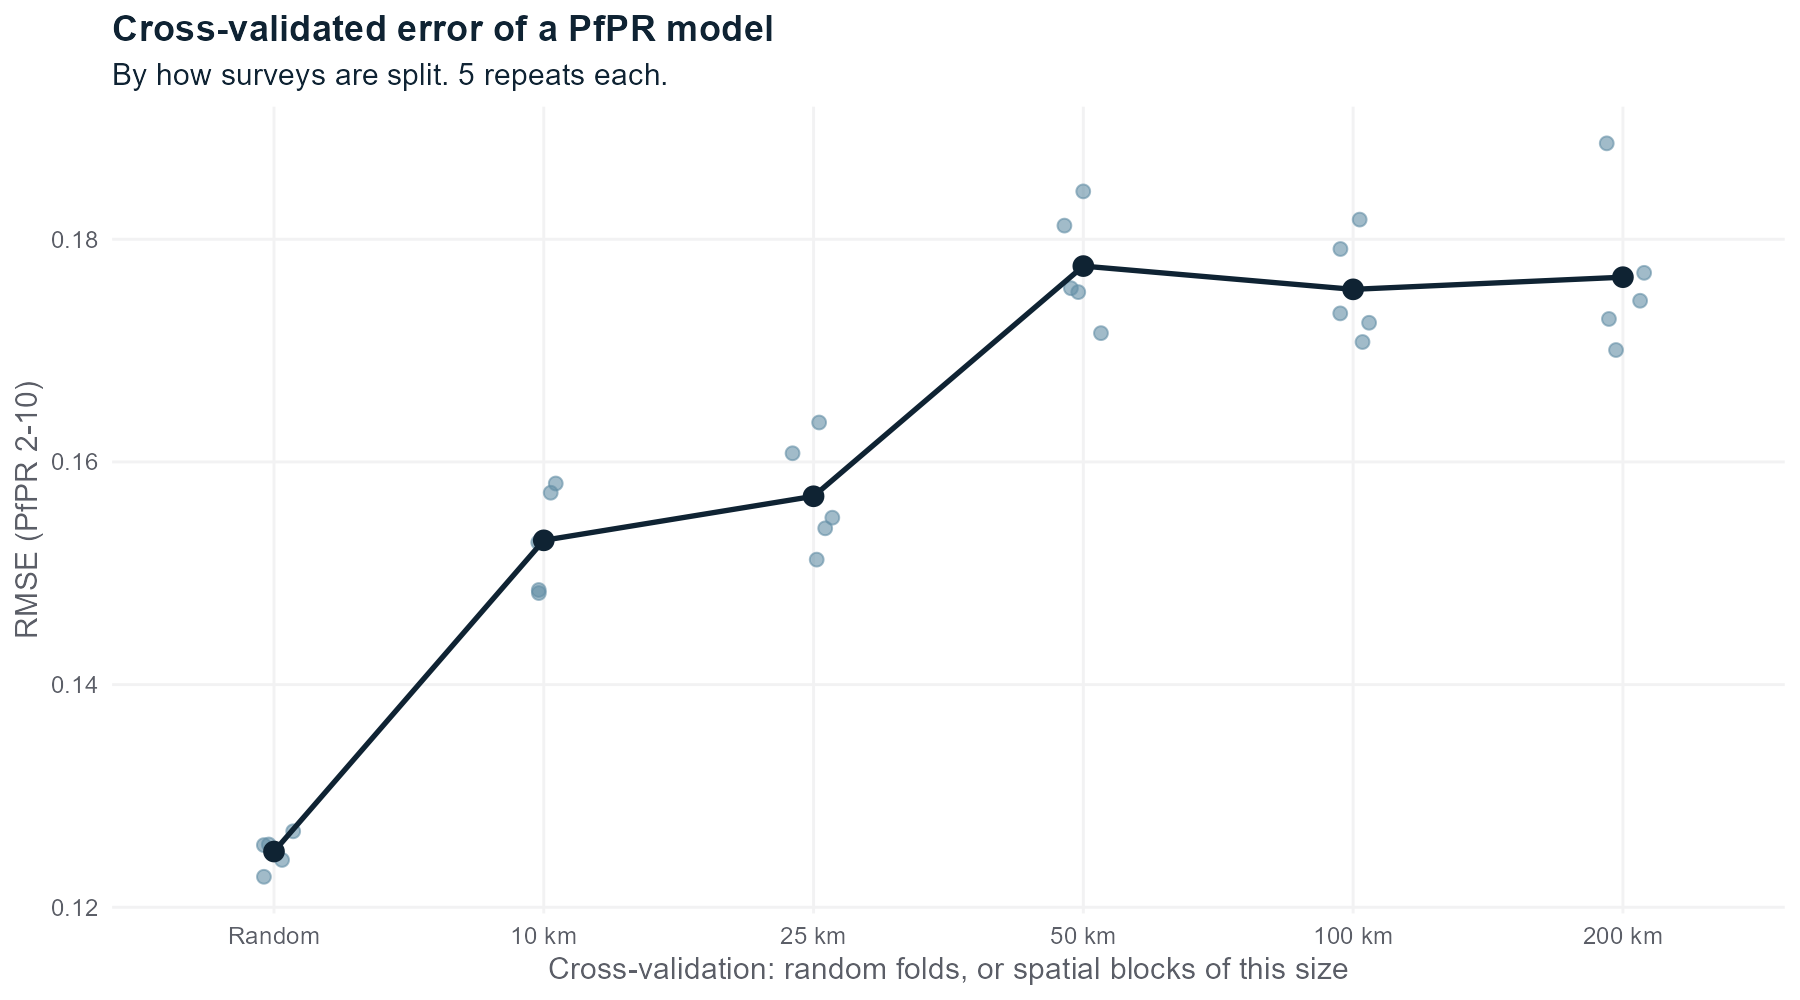 Cross-validated error of a PfPR model
By how surveys are split. 5 repeats each.
RMSE (PfPR 2-10)
0.18
0.16
0.14
0.12
Random 10 km 25 km 50 km 100 km 200 km
Cross-validation: random folds, or spatial blocks of this size